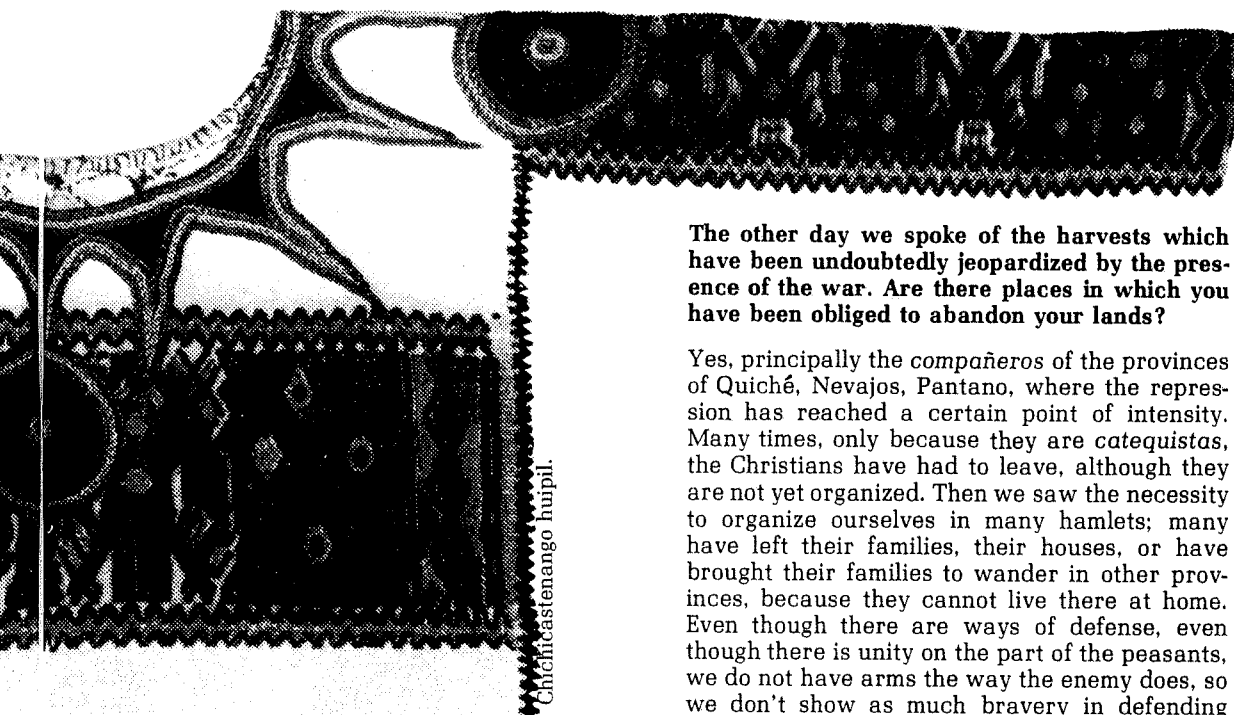 The other day we spoke of the harvests which
have been undoubtedly jeopardized by the pres-
ence of the war. Are there places in which you
have been obliged to abandon your lands?
Yes, principally the compañeros of the provinces
of Quiché, Nevajos, Pantano, where the repres-
sion has reached a certain point of intensity.
Many times, only because they are catequistas,
the Christians have had to leave, although they
are not yet organized. Then we saw the necessity
to organize ourselves in many hamlets; many
have left their families, their houses, or have
brought their families to wander in other prov-
inces, because they cannot live there at home.
Even though there are ways of defense, even
though there is unity on the part of the peasants,
we do not have arms the way the enemy does, so
we don't show as much bravery in defending
Chichicastenango huipil.